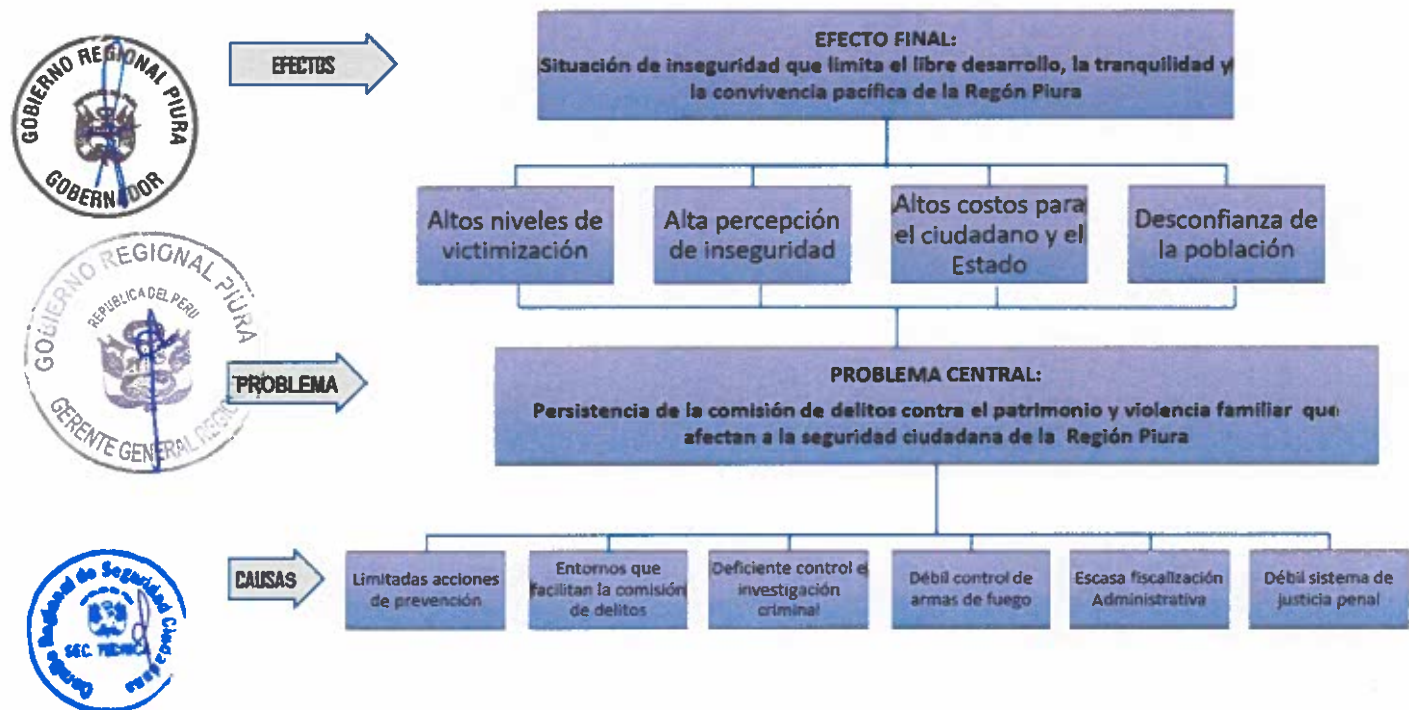 EFECTOS
EFECTO FINAL:
Situación de inseguridad que limita el libre desarrollo, la tranquilidad y
la convivencia pacífica de la Regón Piura
GOBIERNO REGIONAL PIURA
GOBERNADOR
Altos niveles de
victimización
Alta percepción
de inseguridad
Altos costos para
el ciudadano y el
Estado
Desconfianza de
la población
GOBIERNO REGIONAL PIURA
REPUBLICA DEL PERU
GERENTE GENERAL REGIO
PROBLEMA
PROBLEMA CENTRAL:
Persistencia de la comisión de delitos contra el patrimonio y violencia familiar que
afectan a la seguridad ciudadana de la Región Piura
CAUSAS
Limitadas acciones
de prevención
Entornos que
facilitan la comisión
de delitos
Deficiente control e
investigación
criminal
Débil control de
armas de fuego
Escasa fiscalización
Administrativa
Débil sistema de
justicia penal
Regional de Seguridad Ciudadana
SEC. TECNICA